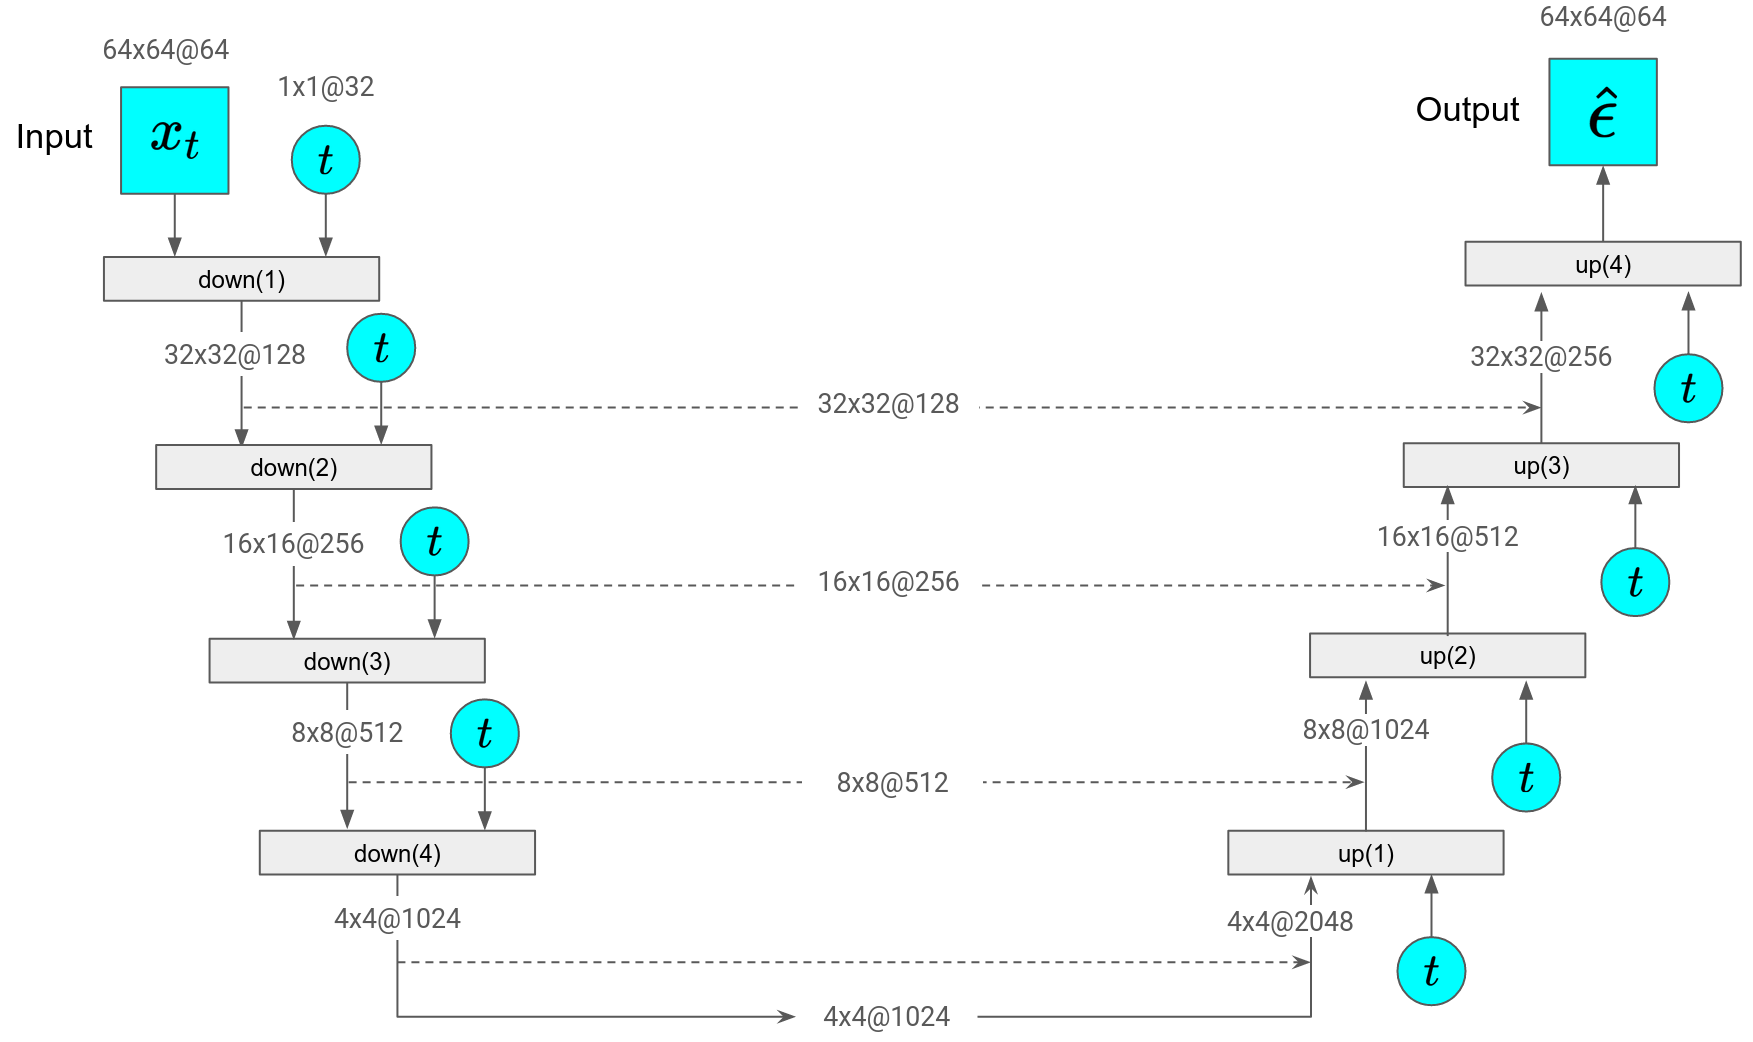 64x64@64
1x1@32
Input
x_t
t
down(1)
32x32@128
t
down(2)
16x16@256
t
down(3)
8x8@512
t
down(4)
4x4@1024
32x32@128
16x16@256
8x8@512
4x4@1024
64x64@64
Output
ε̂
up(4)
32x32@256
t
up(3)
16x16@512
t
up(2)
8x8@1024
t
up(1)
4x4@2048
t